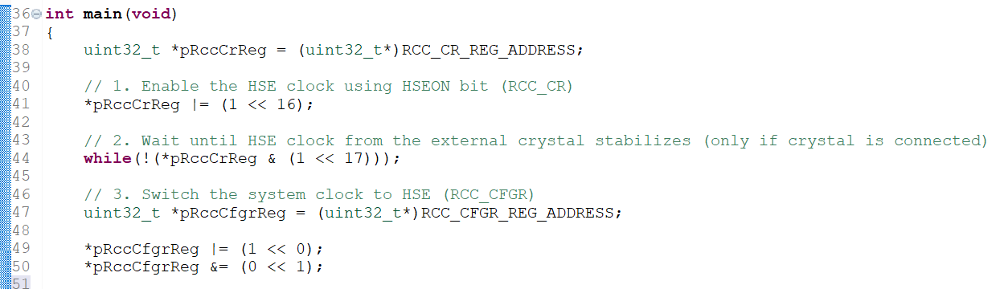 36 int main(void)
37 {
38 uint32_t *pRccCrReg = (uint32_t*)RCC_CR_REG_ADDRESS;
39
40 // 1. Enable the HSE clock using HSEON bit (RCC_CR)
41 *pRccCrReg |= (1 << 16);
42
43 // 2. Wait until HSE clock from the external crystal stabilizes (only if crystal is connected)
44 while(!(*pRccCrReg & (1 << 17)));
45
46 // 3. Switch the system clock to HSE (RCC_CFGR)
47 uint32_t *pRccCfgrReg = (uint32_t*)RCC_CFGR_REG_ADDRESS;
48
49 *pRccCfgrReg |= (1 << 0);
50 *pRccCfgrReg &= (0 << 1);
51